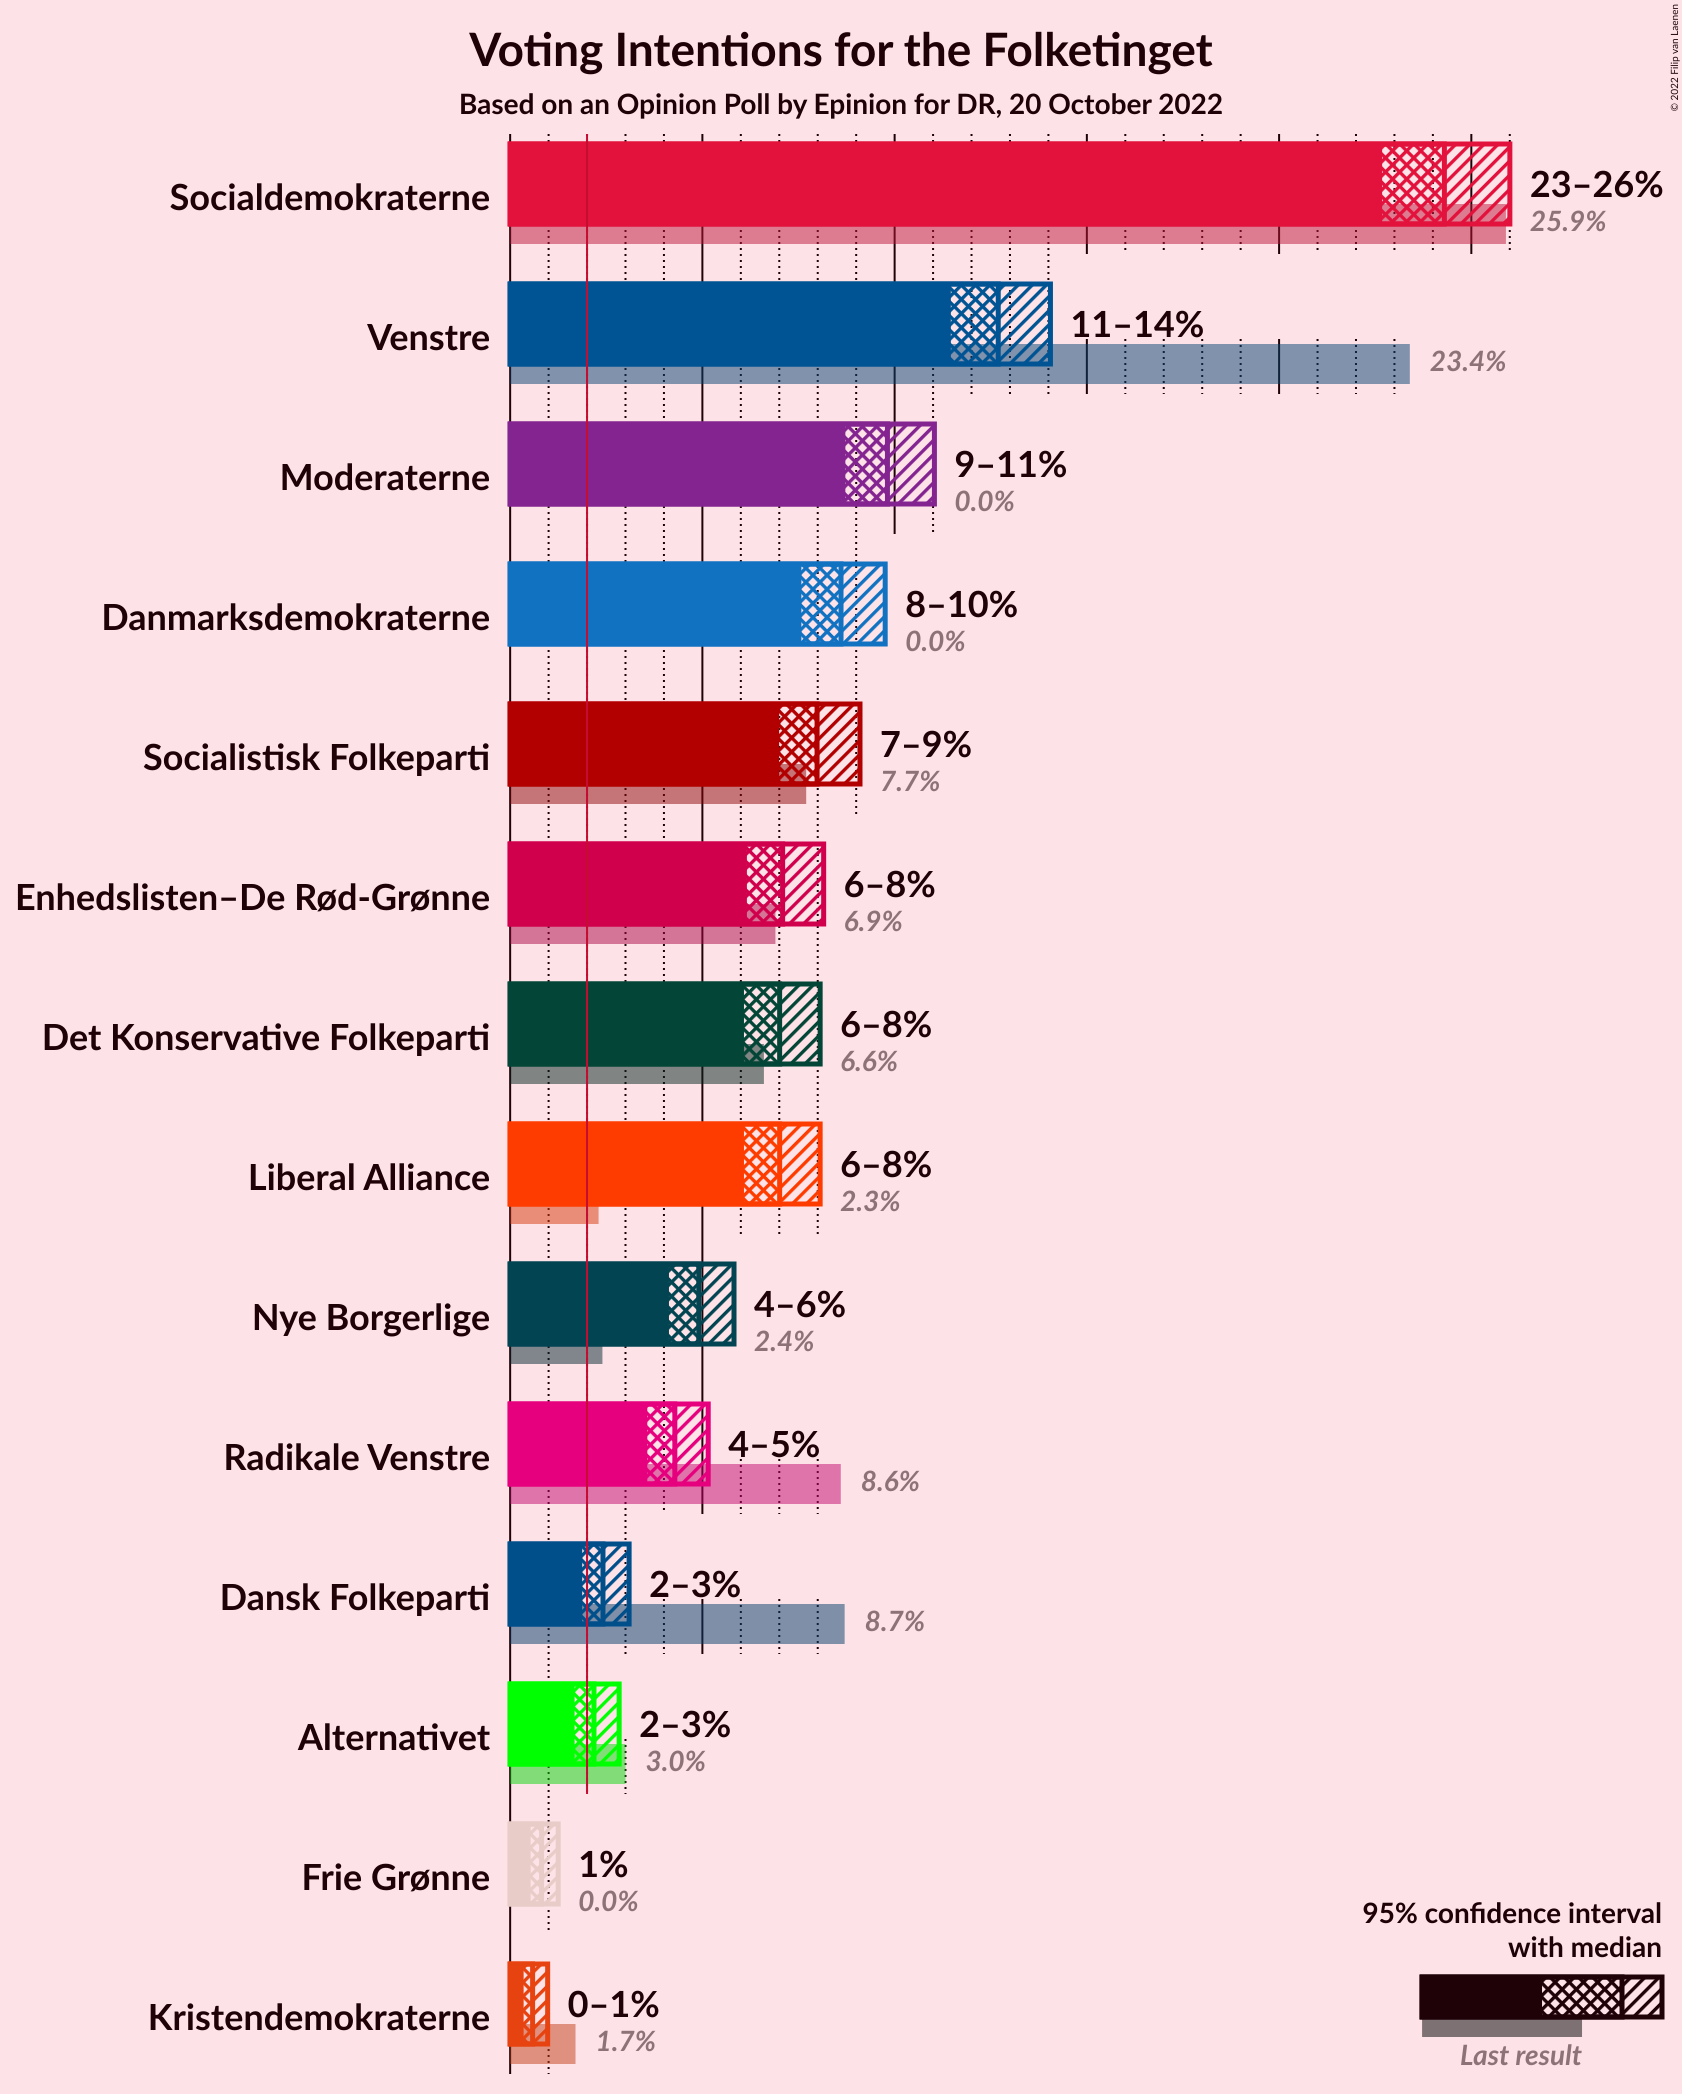 © 2022 Filip van Laenen
Voting Intentions for the Folketinget
Based on an Opinion Poll by Epinion for DR, 20 October 2022
Socialdemokraterne
23–26%
25.9%
Venstre
11–14%
23.4%
Moderaterne
9–11%
0.0%
Danmarksdemokraterne
8–10%
0.0%
Socialistisk Folkeparti
7–9%
7.7%
Enhedslisten–De Rød-Grønne
6–8%
6.9%
Det Konservative Folkeparti
6–8%
6.6%
Liberal Alliance
6–8%
2.3%
Nye Borgerlige
4–6%
2.4%
Radikale Venstre
4–5%
8.6%
Dansk Folkeparti
2–3%
8.7%
Alternativet
2–3%
3.0%
Frie Grønne
1%
0.0%
Kristendemokraterne
0–1%
1.7%
95% confidence interval
with median
Last result